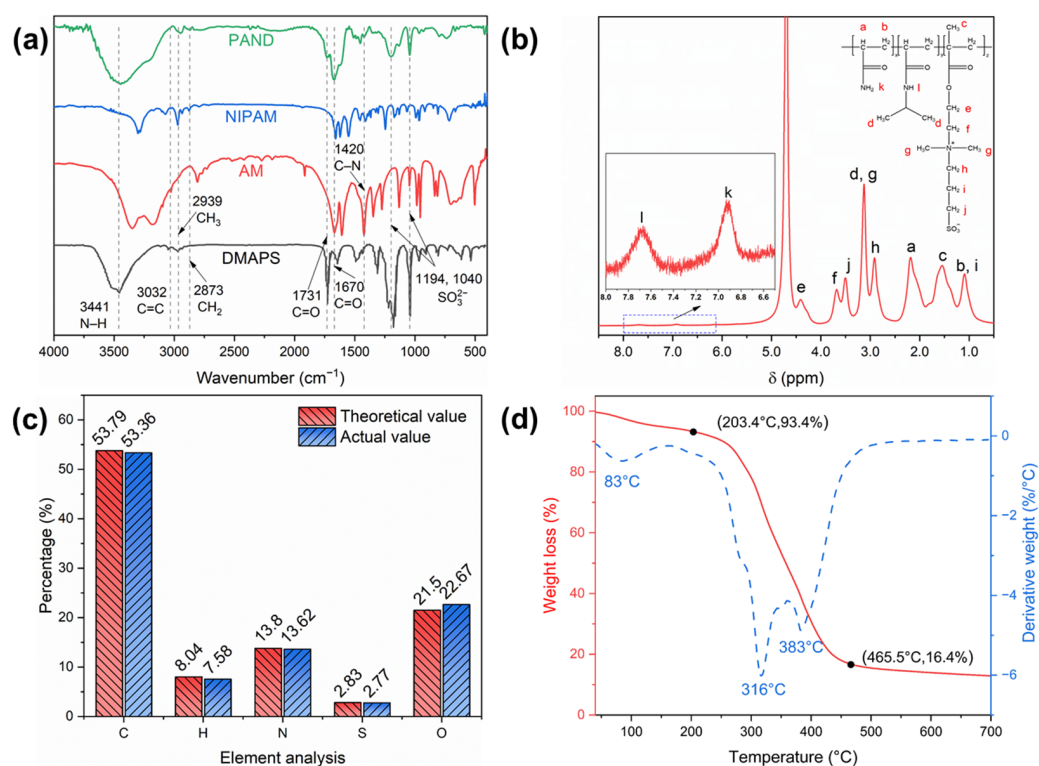 (a)
PAND
NIPAM
1420
C–N
AM
2939
CH3
DMAPS
3441
N–H
3032
C=C
2873
CH2
1731
C=O
1670
C=O
1194, 1040
SO3²⁻
4000 3500 3000 2500 2000 1500 1000 500
Wavenumber (cm⁻¹)
(b)
a b c
CH3
H CH2 H CH2 CH2
O O O
NH2 k NH l O
H3C CH3
d d
CH2 e
CH2 f
g H3C N⁺ CH3 g
CH2 h
CH2 i
CH2 j
SO3⁻
l
k
8.0 7.8 7.6 7.4 7.2 7.0 6.8 6.6
d, g
h
a
c
b, i
e
f
j
8.0 7.0 6.0 5.0 4.0 3.0 2.0 1.0
δ (ppm)
(c)
Theoretical value
Actual value
53.79 53.36
8.04 7.58
13.8 13.62
2.83 2.77
21.5 22.67
Percentage (%)
60
50
40
30
20
10
0
C H N S O
Element analysis
(d)
(203.4°C,93.4%)
83°C
316°C
383°C
(465.5°C,16.4%)
Weight loss (%)
100
80
60
40
20
0
Derivative weight (%/°C)
0
−2
−4
−6
100 200 300 400 500 600 700
Temperature (°C)